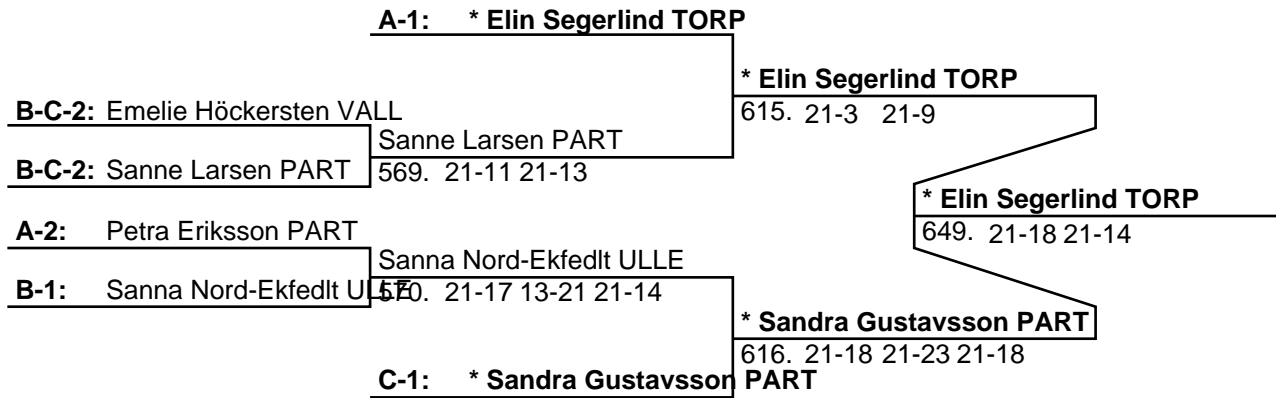 A-1: * Elin Segerlind TORP
* Elin Segerlind TORP
615. 21-3 21-9
B-C-2: Emelie Höckersten VALL
Sanne Larsen PART
569. 21-11 21-13
B-C-2: Sanne Larsen PART
* Elin Segerlind TORP
649. 21-18 21-14
A-2: Petra Eriksson PART
Sanna Nord-Ekfedlt ULLE
570. 21-17 13-21 21-14
B-1: Sanna Nord-Ekfedlt ULLE
* Sandra Gustavsson PART
616. 21-18 21-23 21-18
C-1: * Sandra Gustavsson PART